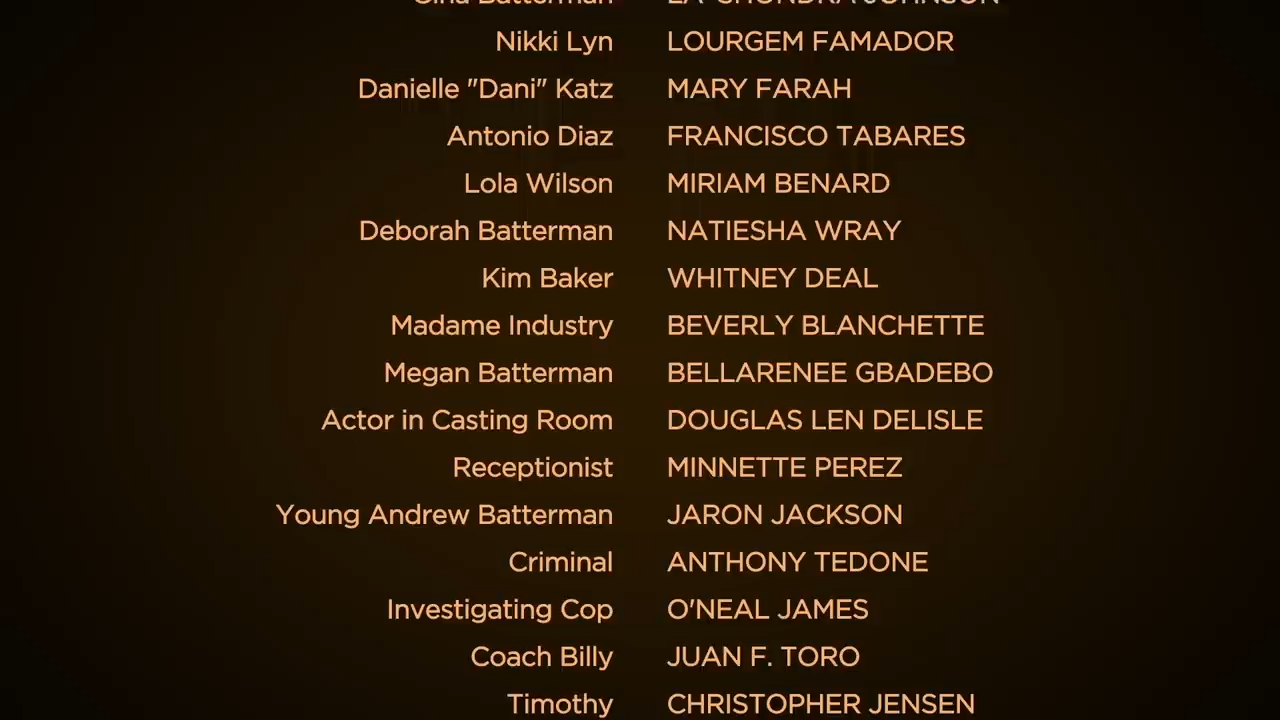 Nikki Lyn LOURGEM FAMADOR
Danielle "Dani" Katz MARY FARAH
Antonio Diaz FRANCISCO TABARES
Lola Wilson MIRIAM BENARD
Deborah Batterman NATIESHA WRAY
Kim Baker WHITNEY DEAL
Madame Industry BEVERLY BLANCHETTE
Megan Batterman BELLARENEE GBADEBO
Actor in Casting Room DOUGLAS LEN DELISLE
Receptionist MINNETTE PEREZ
Young Andrew Batterman JARON JACKSON
Criminal ANTHONY TEDONE
Investigating Cop O'NEAL JAMES
Coach Billy JUAN F. TORO
Timothy CHRISTOPHER JENSEN